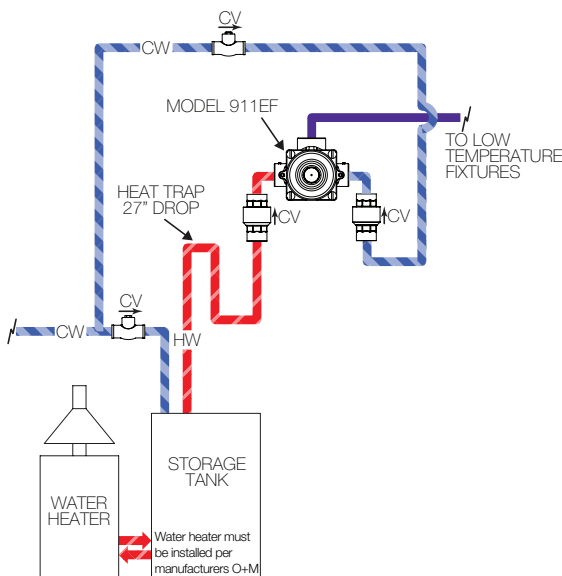 CV
CW
MODEL 911EF
TO LOW
TEMPERATURE
FIXTURES
HEAT TRAP
27" DROP
CV
CV
CV
CW
HW
STORAGE
TANK
WATER
HEATER
Water heater must
be installed per
manufacturers O+M